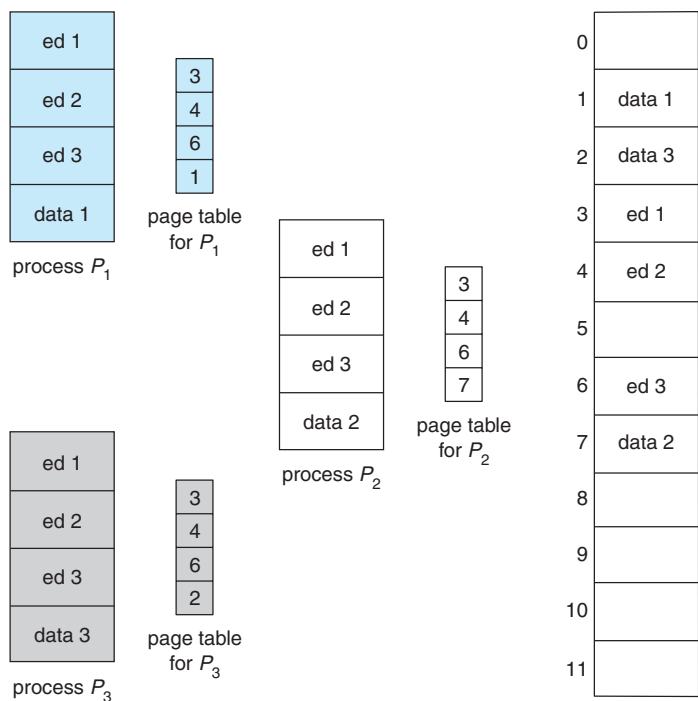 ed 1
ed 2
ed 3
data 1
process P1
3
4
6
1
page table
for P1
ed 1
ed 2
ed 3
data 2
process P2
3
4
6
7
page table
for P2
ed 1
ed 2
ed 3
data 3
process P3
3
4
6
2
page table
for P3
0
1 data 1
2 data 3
3 ed 1
4 ed 2
5
6 ed 3
7 data 2
8
9
10
11